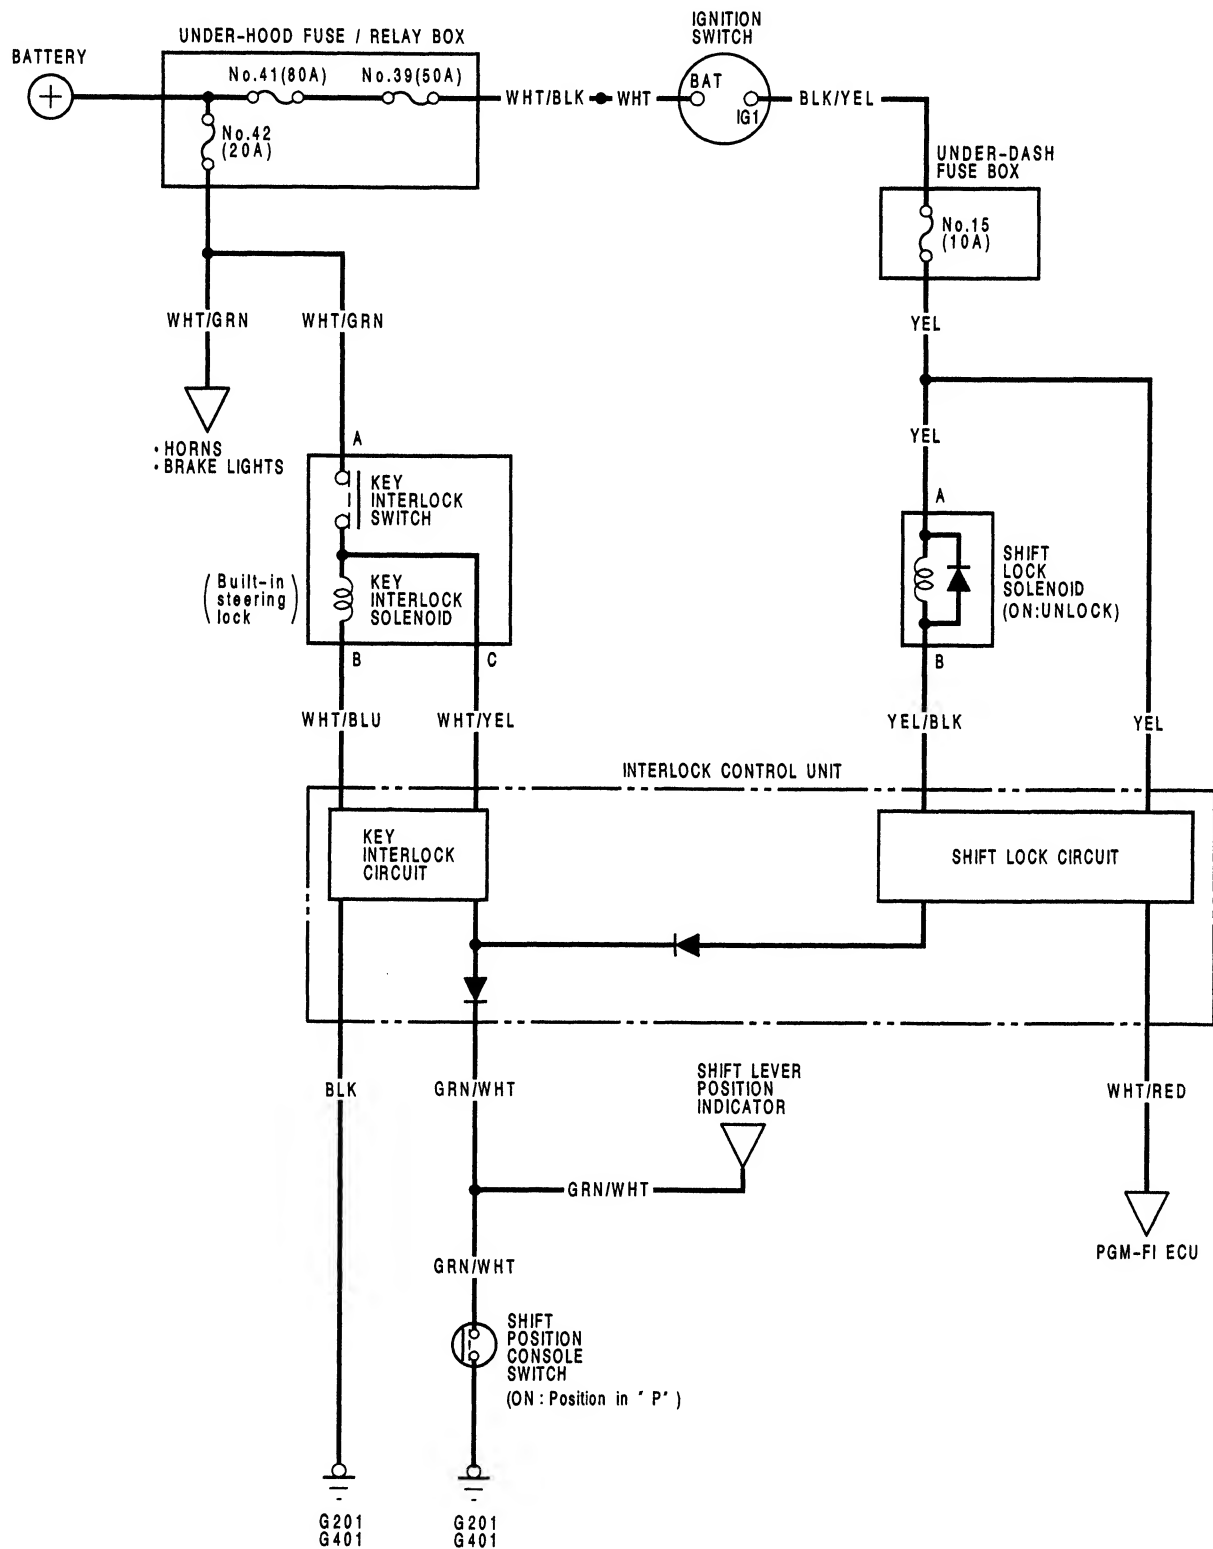 IGNITION
SWITCH
UNDER-HOOD FUSE / RELAY BOX
BATTERY
No.41(80A)
No.39(50A)
BAT
WHT/BLK
WHT
BLK/YEL
IG1
No.42
(20A)
UNDER-DASH
FUSE BOX
No.15
(10A)
WHT/GRN
WHT/GRN
YEL
•HORNS
•BRAKE LIGHTS
A
YEL
KEY
INTERLOCK
SWITCH
A
(Built-in
steering
lock)
KEY
INTERLOCK
SOLENOID
SHIFT
LOCK
SOLENOID
(ON:UNLOCK)
B
C
B
WHT/BLU
WHT/YEL
YEL/BLK
YEL
INTERLOCK CONTROL UNIT
KEY
INTERLOCK
CIRCUIT
SHIFT LOCK CIRCUIT
BLK
GRN/WHT
SHIFT LEVER
POSITION
INDICATOR
WHT/RED
GRN/WHT
GRN/WHT
PGM-FI ECU
SHIFT
POSITION
CONSOLE
SWITCH
(ON : Position in " P" )
G201
G401
G201
G401